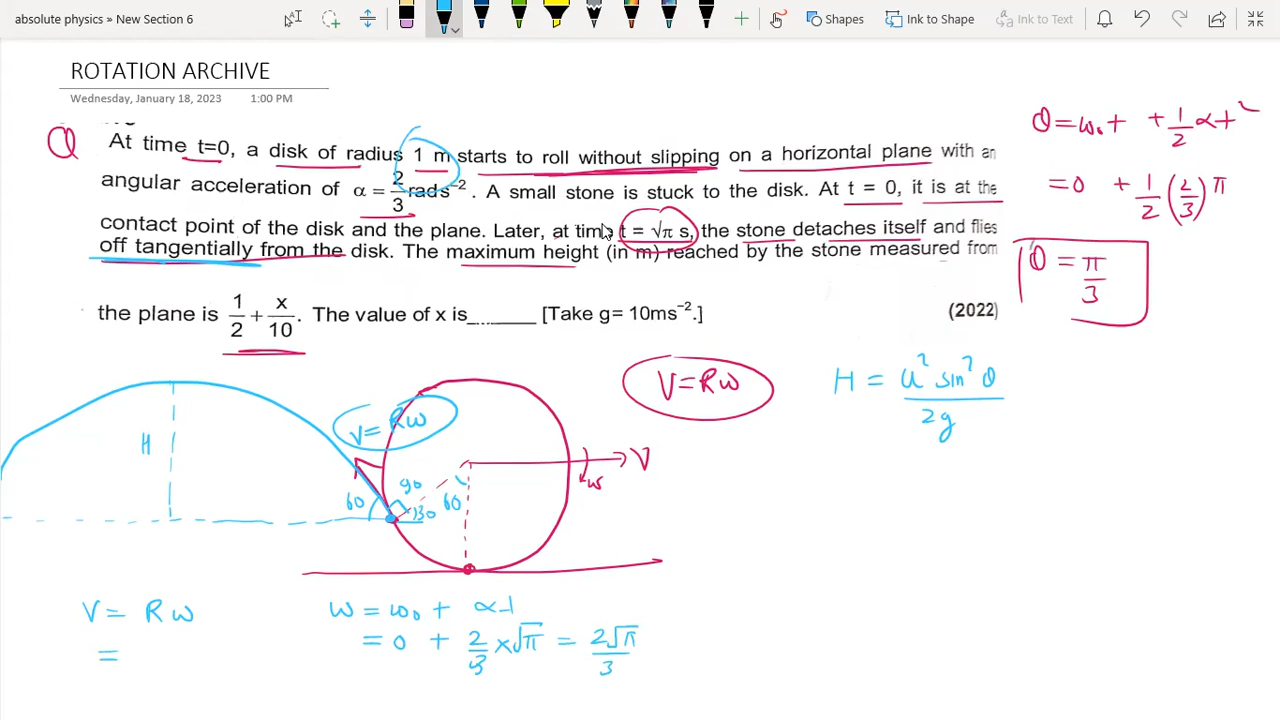 absolute physics » New Section 6
Shapes
Ink to Shape
Ink to Text
ROTATION ARCHIVE
Wednesday, January 18, 2023 1:00 PM
Q
At time t=0, a disk of radius 1 m starts to roll without slipping on a horizontal plane with an
angular acceleration of α = 2/3 rad s⁻². A small stone is stuck to the disk. At t = 0, it is at the
contact point of the disk and the plane. Later, at time t = √π s, the stone detaches itself and flies
off tangentially from the disk. The maximum height (in m) reached by the stone measured from
the plane is 1/2 + x/10. The value of x is______ [Take g= 10ms⁻².] (2022)
θ = ω₀t + 1/2 αt²
= 0 + 1/2 (2/3) π
θ = π/3
V = Rω
H = u² sin² θ / 2g
V = Rω
H
V
ω
60
90
30
60
V = Rω
=
ω = ω₀ + αt
= 0 + 2/3 × √π = 2√π/3